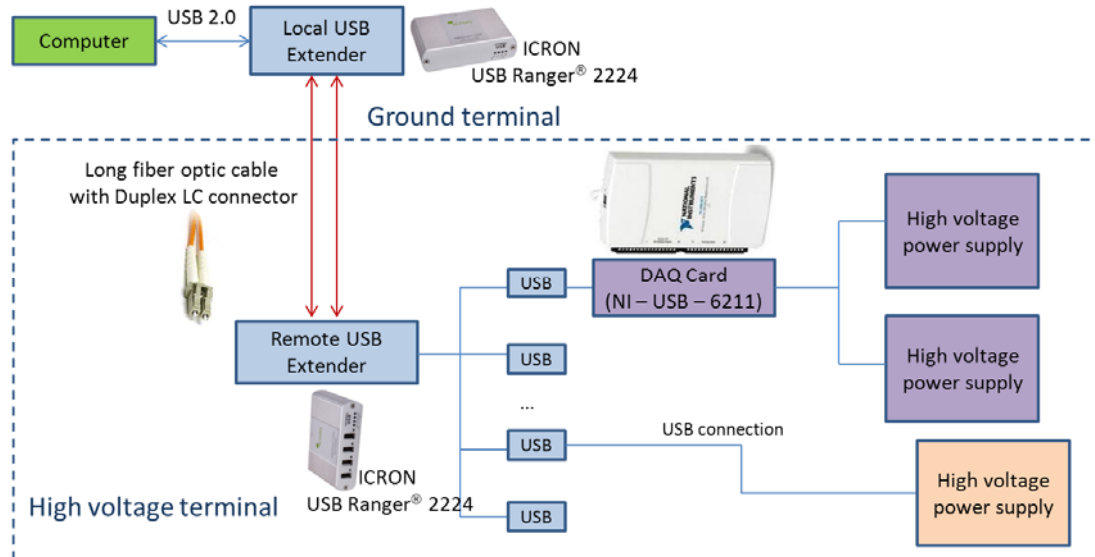 USB 2.0
Computer
Local USB
Extender
ICRON
USB Ranger® 2224
Ground terminal
Long fiber optic cable
with Duplex LC connector
NATIONAL
INSTRUMENTS
High voltage
power supply
USB
DAQ Card
(NI – USB – 6211)
Remote USB
Extender
USB
High voltage
power supply
...
USB
USB connection
ICRON
USB Ranger® 2224
High voltage
power supply
High voltage terminal
USB